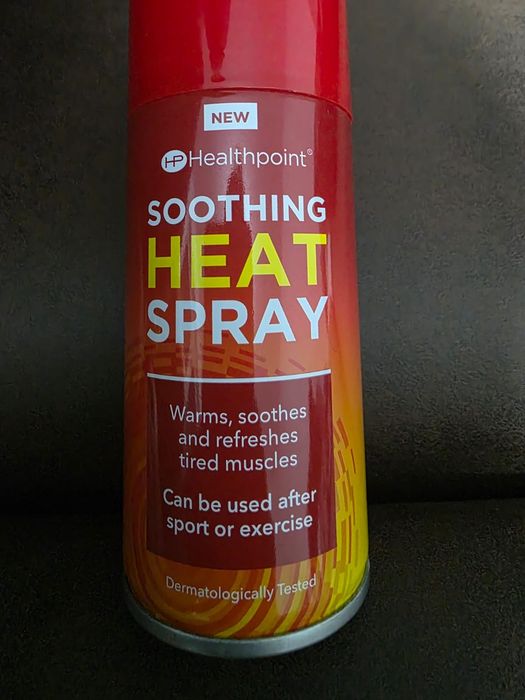 NEW
HP Healthpoint®
SOOTHING
HEAT
SPRAY
Warms, soothes
and refreshes
tired muscles
Can be used after
sport or exercise
Dermatologically Tested